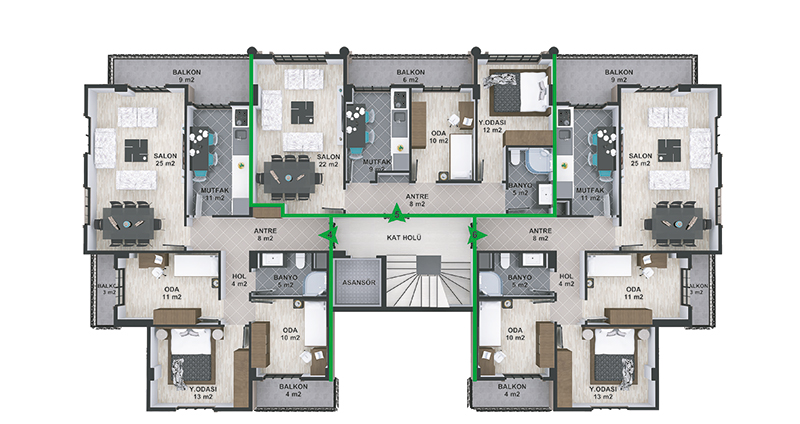 BALKON
9 m2
BALKON
6 m2
BALKON
9 m2
SALON
25 m2
MUTFAK
11 m2
SALON
22 m2
MUTFAK
9 m2
ODA
10 m2
Y.ODASI
12 m2
BANYO
5 m2
ANTRE
8 m2
MUTFAK
11 m2
SALON
25 m2
ANTRE
8 m2
4
5
KAT HOLÜ
6
ANTRE
8 m2
BALKON
3 m2
ODA
11 m2
HOL
4 m2
BANYO
5 m2
ASANSÖR
BANYO
5 m2
HOL
4 m2
ODA
11 m2
BALKON
3 m2
ODA
10 m2
Y.ODASI
13 m2
BALKON
4 m2
ODA
10 m2
BALKON
4 m2
Y.ODASI
13 m2